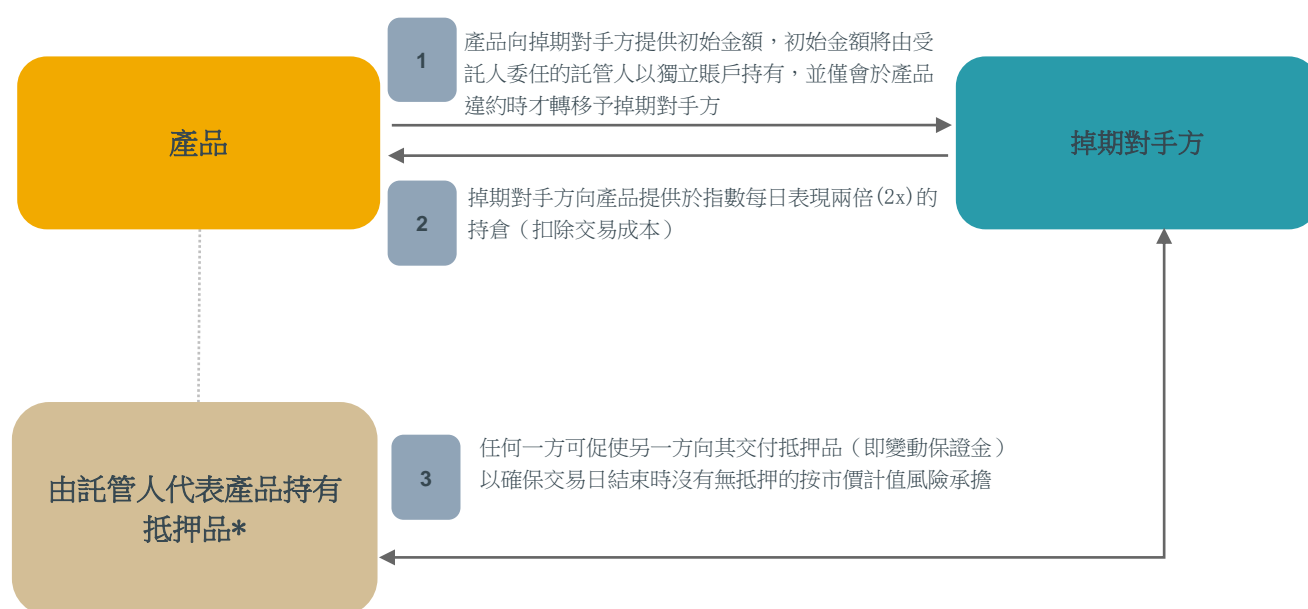 1
產品向掉期對手方提供初始金額，初始金額將由受
託人委任的託管人以獨立賬戶持有，並僅會於產品
違約時才轉移予掉期對手方
產品
掉期對手方
2
掉期對手方向產品提供於指數每日表現兩倍(2x)的
持倉（扣除交易成本）
由託管人代表產品持有
抵押品*
3
任何一方可促使另一方向其交付抵押品（即變動保證金）
以確保交易日結束時沒有無抵押的按市價計值風險承擔